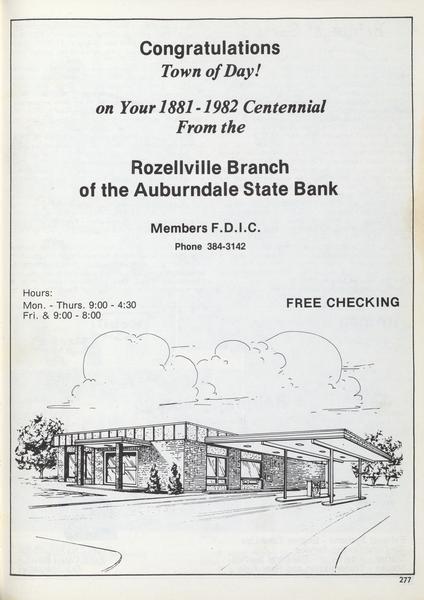 Congratulations
Town of Day!
on Your 1881-1982 Centennial
From the
Rozellville Branch
of the Auburndale State Bank
Members F.D.I.C.
Phone 384-3142
Hours:
Mon. - Thurs. 9:00 - 4:30
Fri. & 9:00 - 8:00
FREE CHECKING
277